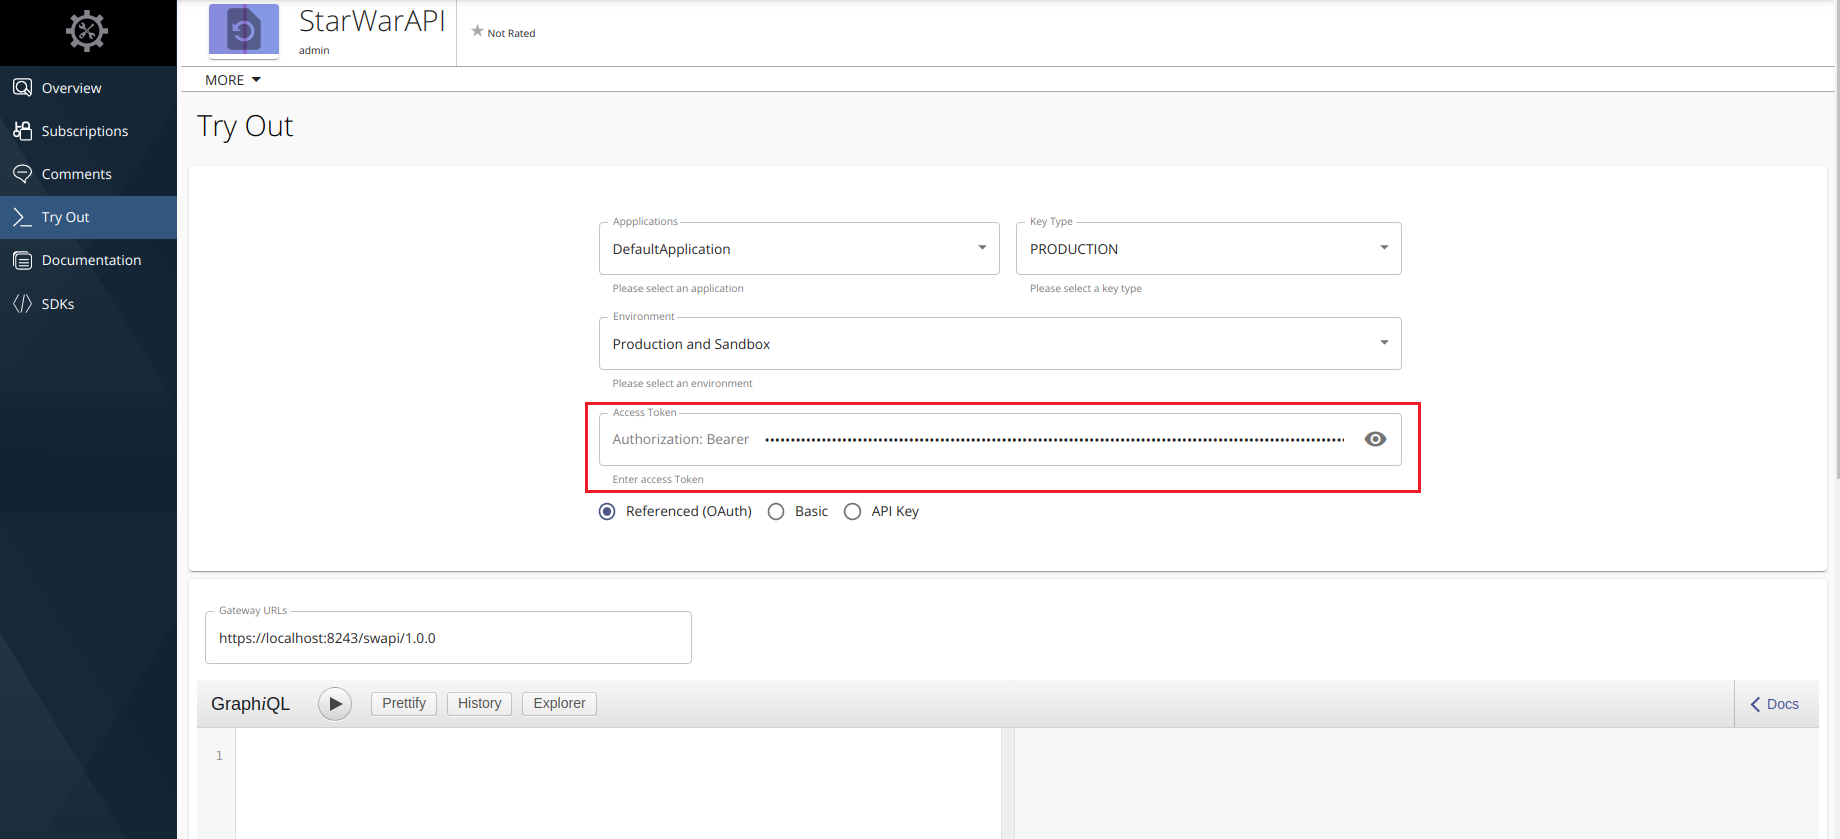 StarWarAPI
admin
Not Rated
MORE
Overview
Subscriptions
Comments
Try Out
Documentation
SDKs
Try Out
Applications
DefaultApplication
Please select an application
Key Type
PRODUCTION
Please select a key type
Environment
Production and Sandbox
Please select an environment
Access Token
Authorization: Bearer
Enter access Token
Referenced (OAuth) Basic API Key
Gateway URLs
https://localhost:8243/swapi/1.0.0
GraphiQL Prettify History Explorer Docs
1